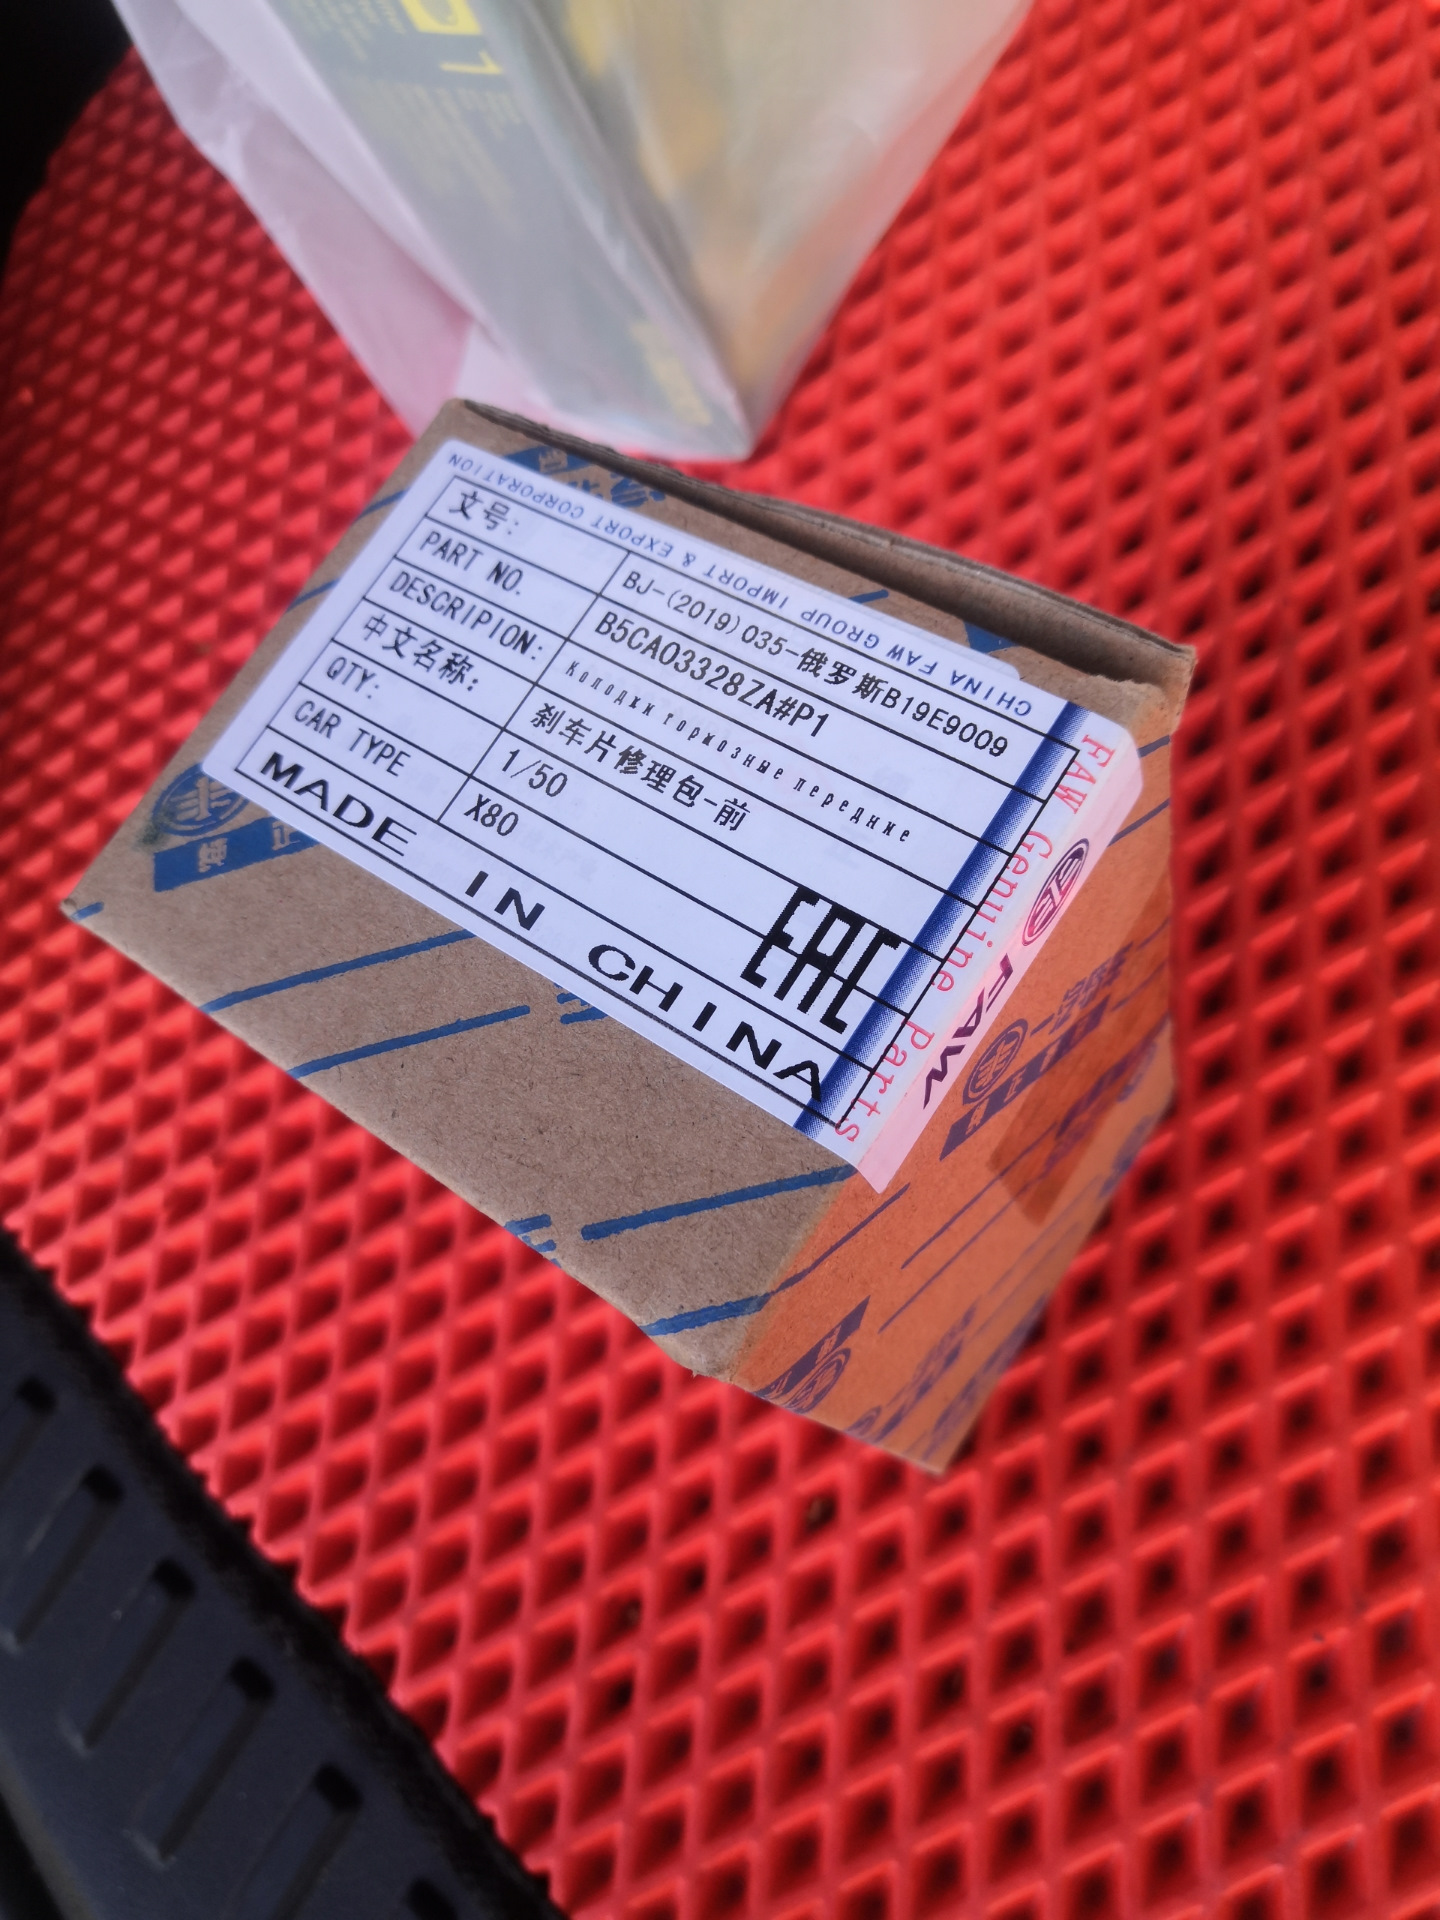 CHINA FAW GROUP IMPORT & EXPORT CORPORATION
文号: BJ-(2019)035-俄罗斯B19E9009
PART NO. B5CA03328ZA#P1
DESCRIPION: Колодки тормозные передние
中文名称: 刹车片修理包-前
QTY: 1/50
CAR TYPE X80
EAC
MADE IN CHINA
FAW Genuine Parts
FAW